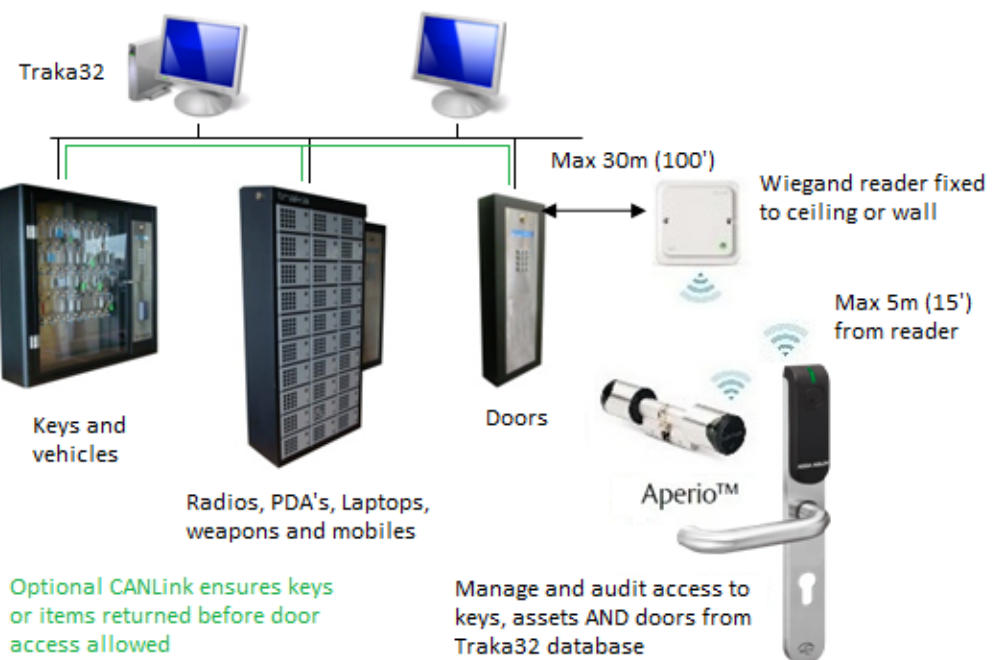 Traka32
Max 30m (100')
Wiegand reader fixed
to ceiling or wall
Max 5m (15')
from reader
Keys and
vehicles
Doors
Aperio™
Radios, PDA's, Laptops,
weapons and mobiles
Optional CANLink ensures keys
or items returned before door
access allowed
Manage and audit access to
keys, assets AND doors from
Traka32 database